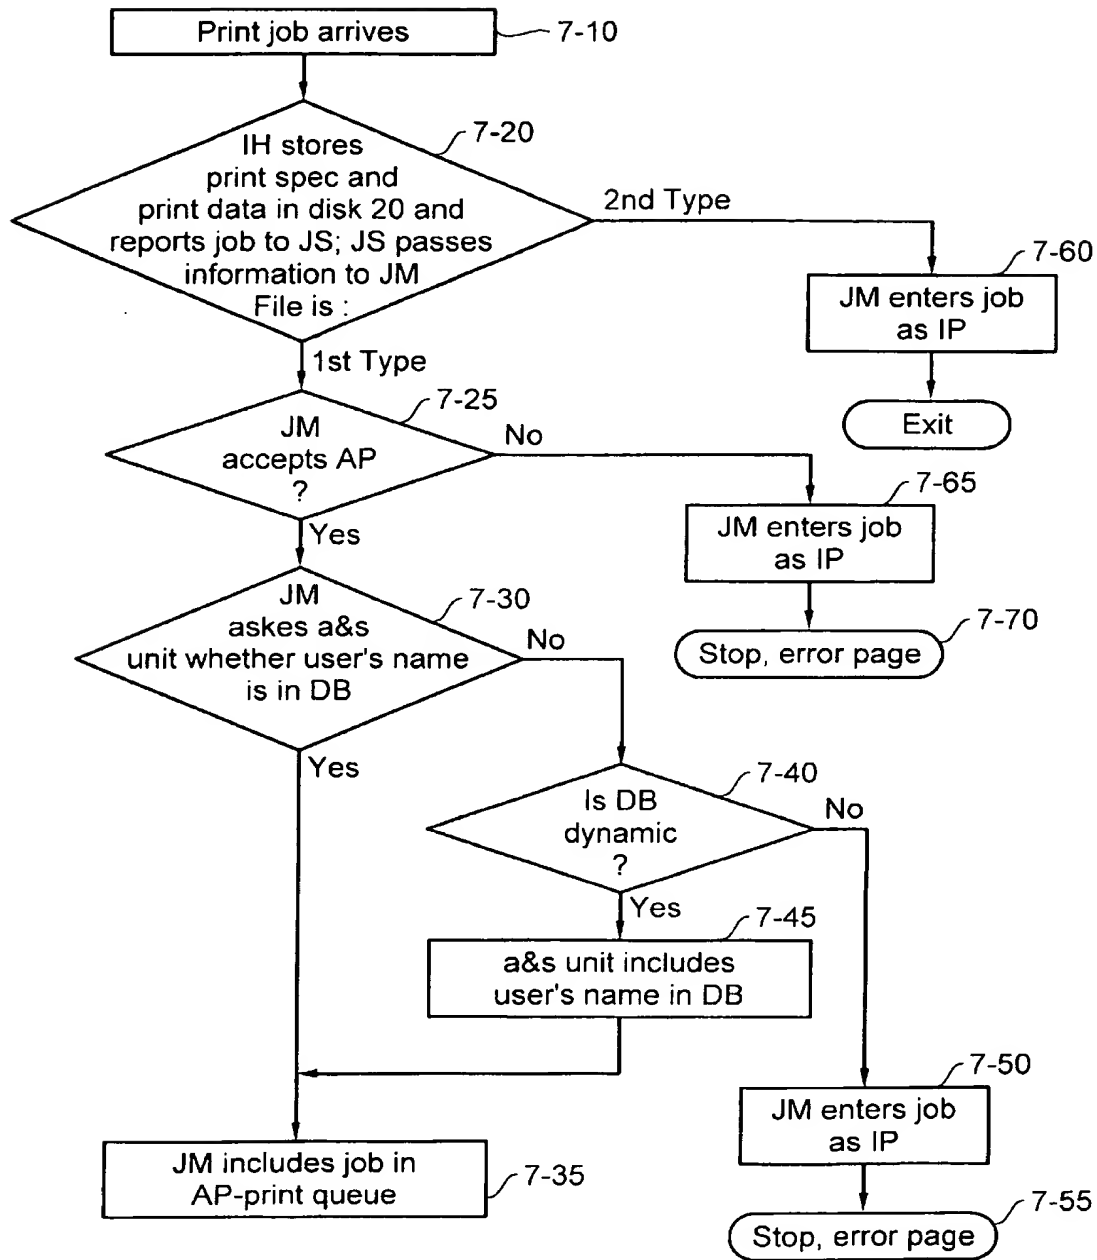 Print job arrives
7-10
7-20
IH stores
print spec and
print data in disk 20 and
reports job to JS; JS passes
information to JM
File is :
2nd Type
7-60
JM enters job
as IP
Exit
1st Type
7-25
JM
accepts AP
?
No
7-65
JM enters job
as IP
7-70
Stop, error page
Yes
7-30
JM
askes a&s
unit whether user's name
is in DB
No
Yes
7-40
Is DB
dynamic
?
No
Yes
7-45
a&s unit includes
user's name in DB
7-50
JM enters job
as IP
7-55
Stop, error page
JM includes job in
AP-print queue
7-35